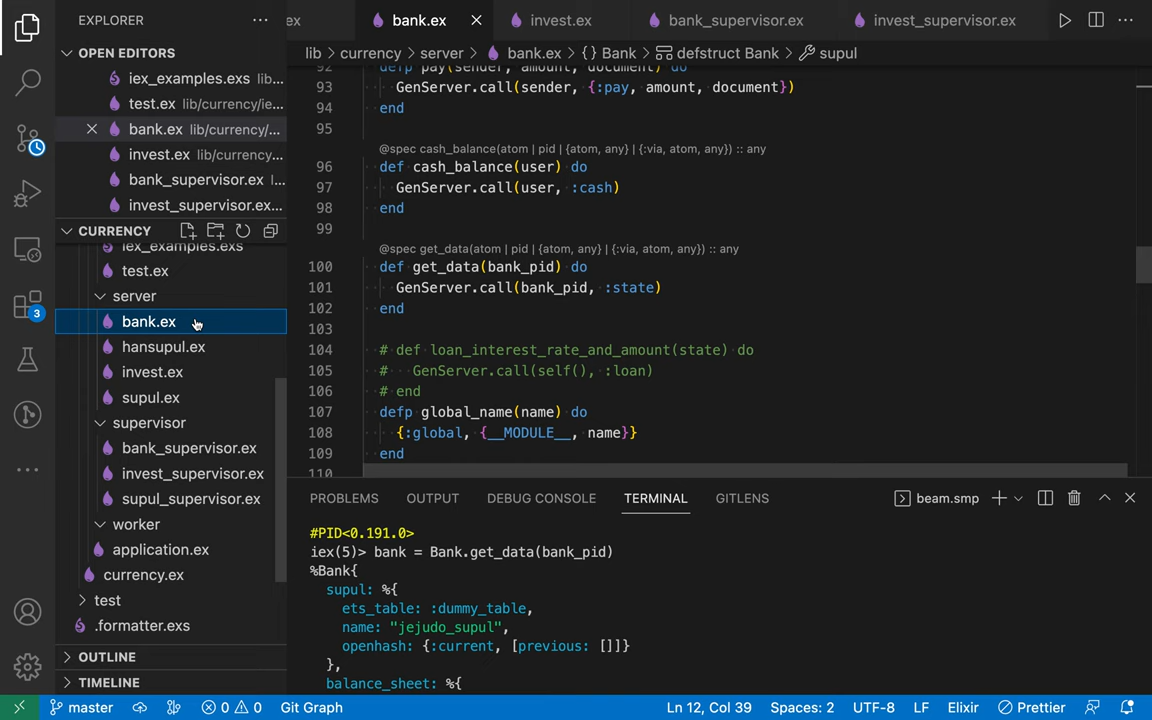 EXPLORER
OPEN EDITORS
iex_examples.exs lib...
test.ex lib/currency/ie...
bank.ex lib/currency/...
invest.ex lib/currency...
bank_supervisor.ex l...
invest_supervisor.ex...
CURRENCY
iex_examples.exs
test.ex
server
bank.ex
hansupul.ex
invest.ex
supul.ex
supervisor
bank_supervisor.ex
invest_supervisor.ex
supul_supervisor.ex
worker
application.ex
currency.ex
test
.formatter.exs
OUTLINE
TIMELINE
3
ex bank.ex invest.ex bank_supervisor.ex invest_supervisor.ex
lib > currency > server > bank.ex > {} Bank > defstruct Bank > supul
92 defp pay(sender, amount, document) do
93 GenServer.call(sender, {:pay, amount, document})
94 end
95
@spec cash_balance(atom | pid | {atom, any} | {:via, atom, any}) :: any
96 def cash_balance(user) do
97 GenServer.call(user, :cash)
98 end
99
@spec get_data(atom | pid | {atom, any} | {:via, atom, any}) :: any
100 def get_data(bank_pid) do
101 GenServer.call(bank_pid, :state)
102 end
103
104 # def loan_interest_rate_and_amount(state) do
105 # GenServer.call(self(), :loan)
106 # end
107 defp global_name(name) do
108 {:global, {__MODULE__, name}}
109 end
110
PROBLEMS OUTPUT DEBUG CONSOLE TERMINAL GITLENS beam.smp
#PID<0.191.0>
iex(5)> bank = Bank.get_data(bank_pid)
%Bank{
supul: %{
ets_table: :dummy_table,
name: "jejudo_supul",
openhash: {:current, [previous: []]}
},
balance_sheet: %{
master 0 0 Git Graph Ln 12, Col 39 Spaces: 2 UTF-8 LF Elixir Prettier